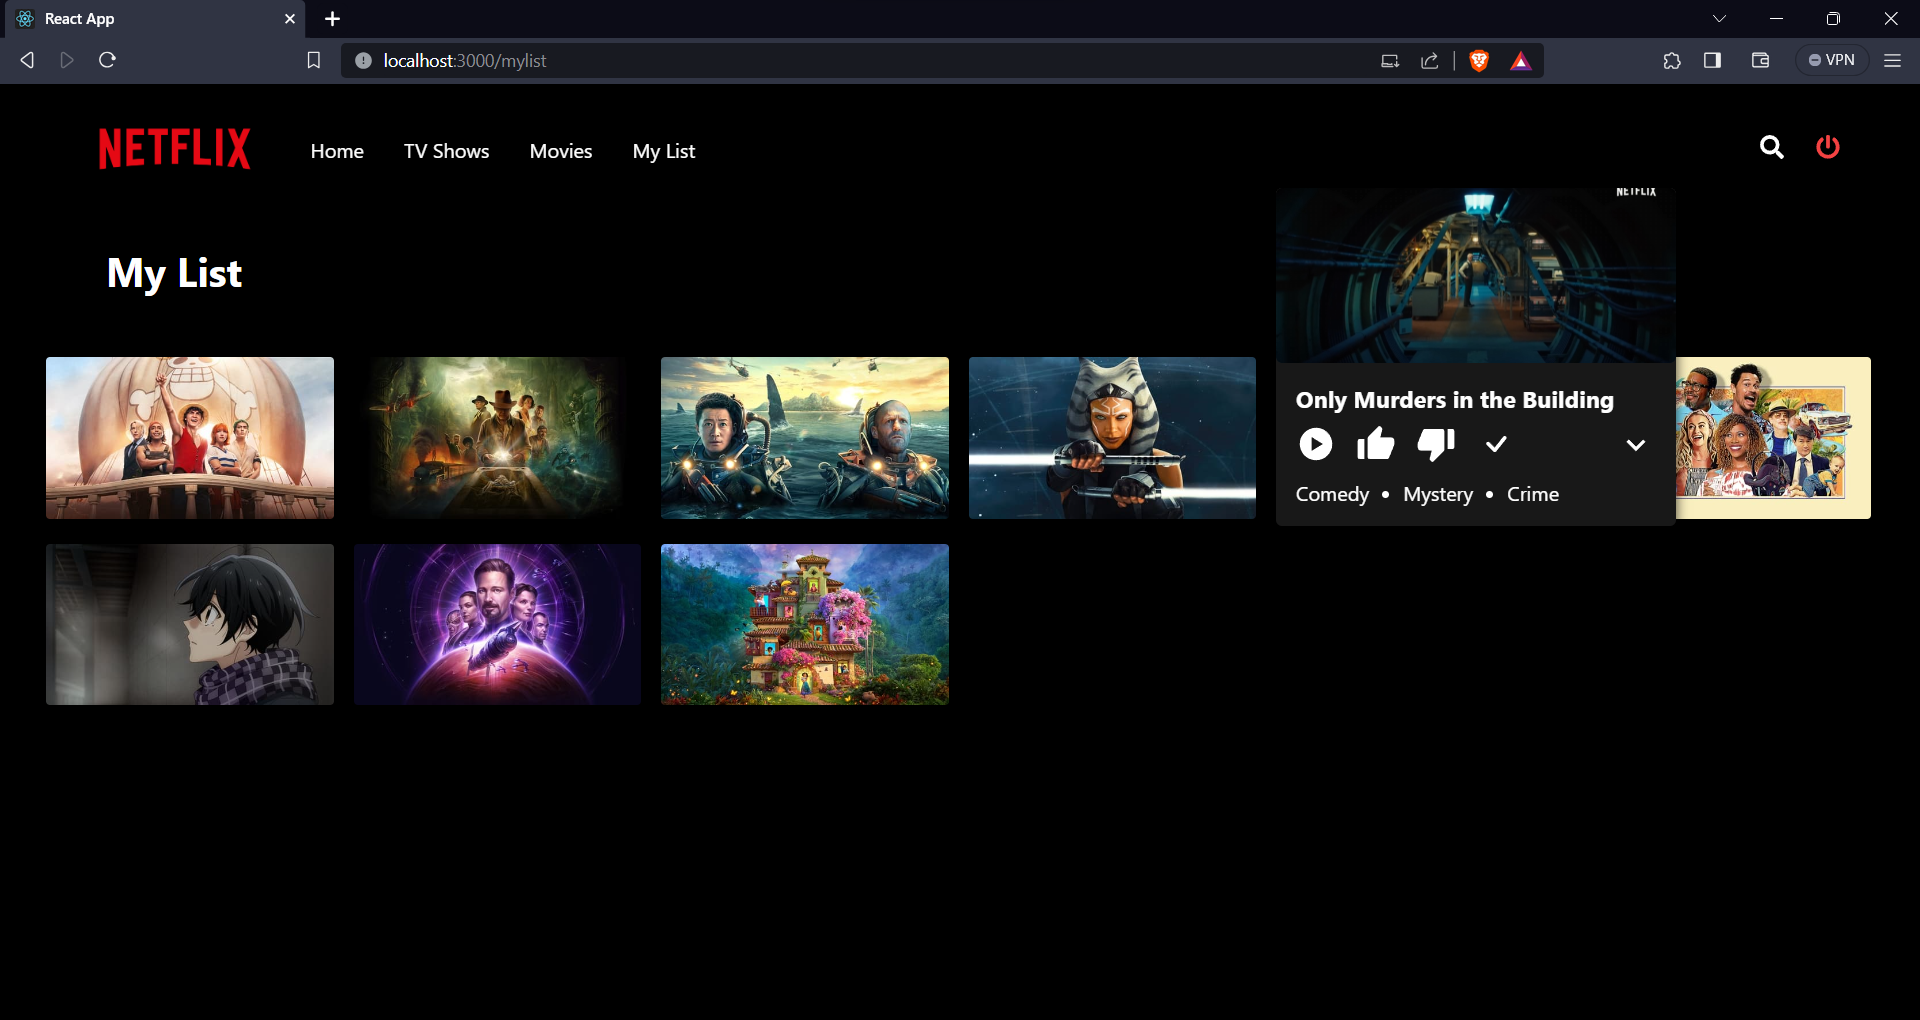 React App
localhost:3000/mylist
VPN
NETFLIX
Home
TV Shows
Movies
My List
NETFLIX
My List
Only Murders in the Building
Comedy • Mystery • Crime